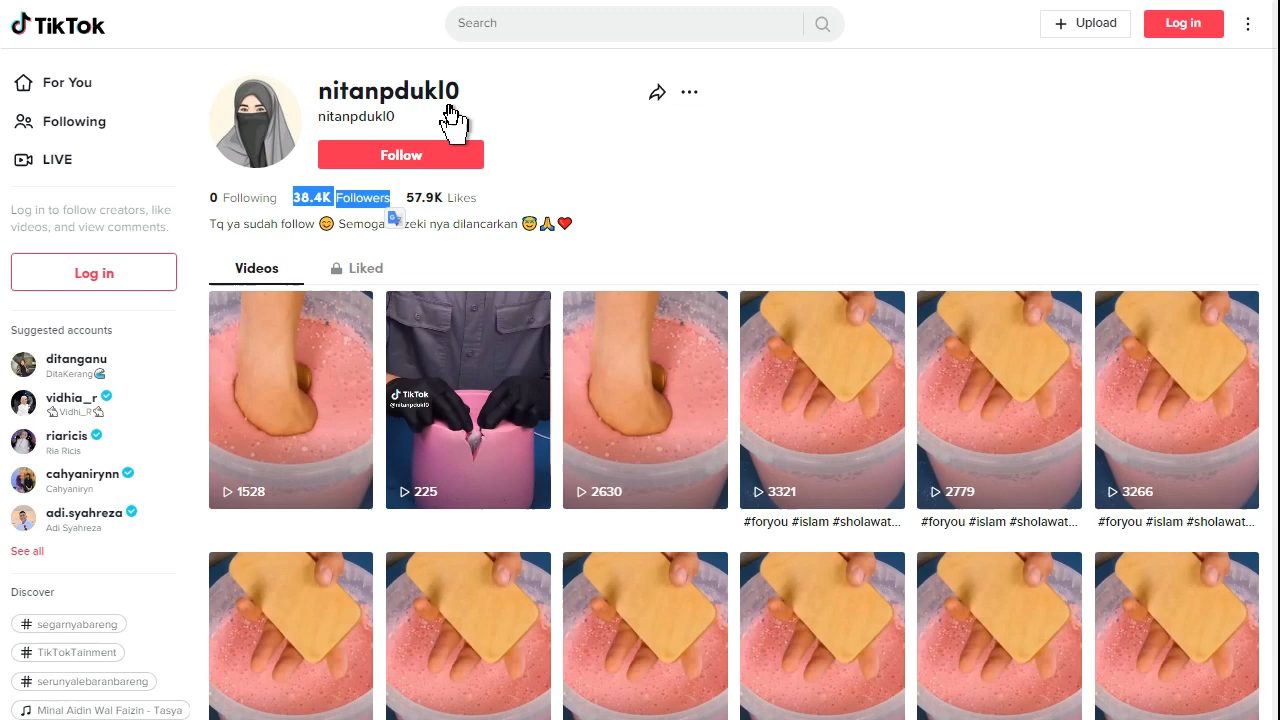 TikTok
Search
Upload
Log in
For You
Following
LIVE
Log in to follow creators, like
videos, and view comments.
Log in
Suggested accounts
ditanganu
DitaKerang
vidhia_r
Vidhi_R
riaricis
Ria Ricis
cahyanirynn
Cahyaniryn
adi.syahreza
Adi Syahreza
See all
Discover
# segarnyabareng
# TikTokTainment
# serunyalebaranbareng
Minal Aidin Wal Faizin - Tasya
nitanpdukl0
nitanpdukl0
Follow
0 Following 38.4K Followers 57.9K Likes
Tq ya sudah follow 😊 Semoga zeki nya dilancarkan 😇🙏❤️
Videos Liked
TikTok
@nitanpdukl0
1528 225 2630 3321 2779 3266
#foryou #islam #sholawat... #foryou #islam #sholawat... #foryou #islam #sholawat...